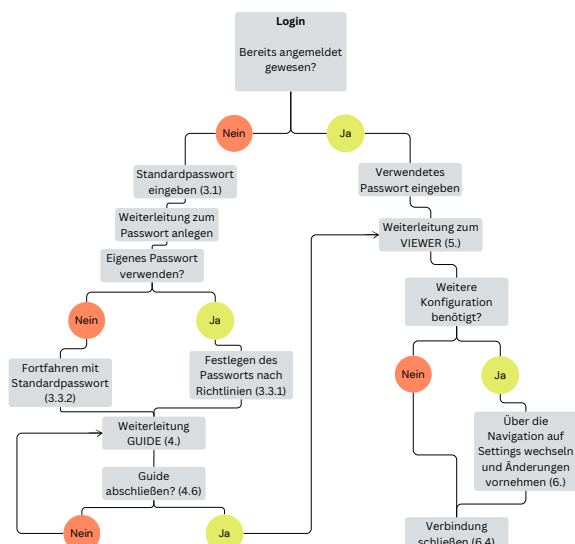 Login
Bereits angemeldet
gewesen?
Nein
Ja
Standardpasswort
eingeben (3.1)
Verwendetes
Passwort eingeben
Weiterleitung zum
Passwort anlegen
Weiterleitung zum
VIEWER (5.)
Eigenes Passwort
verwenden?
Weitere
Konfiguration
benötigt?
Nein
Ja
Fortfahren mit
Standardpasswort
(3.3.2)
Festlegen des
Passworts nach
Richtlinien (3.3.1)
Nein
Ja
Weiterleitung
GUIDE (4.)
Über die
Navigation auf
Settings wechseln
und Änderungen
vornehmen (6.)
Guide
abschließen? (4.6)
Nein
Ja
Verbindung
schließen (6.4)